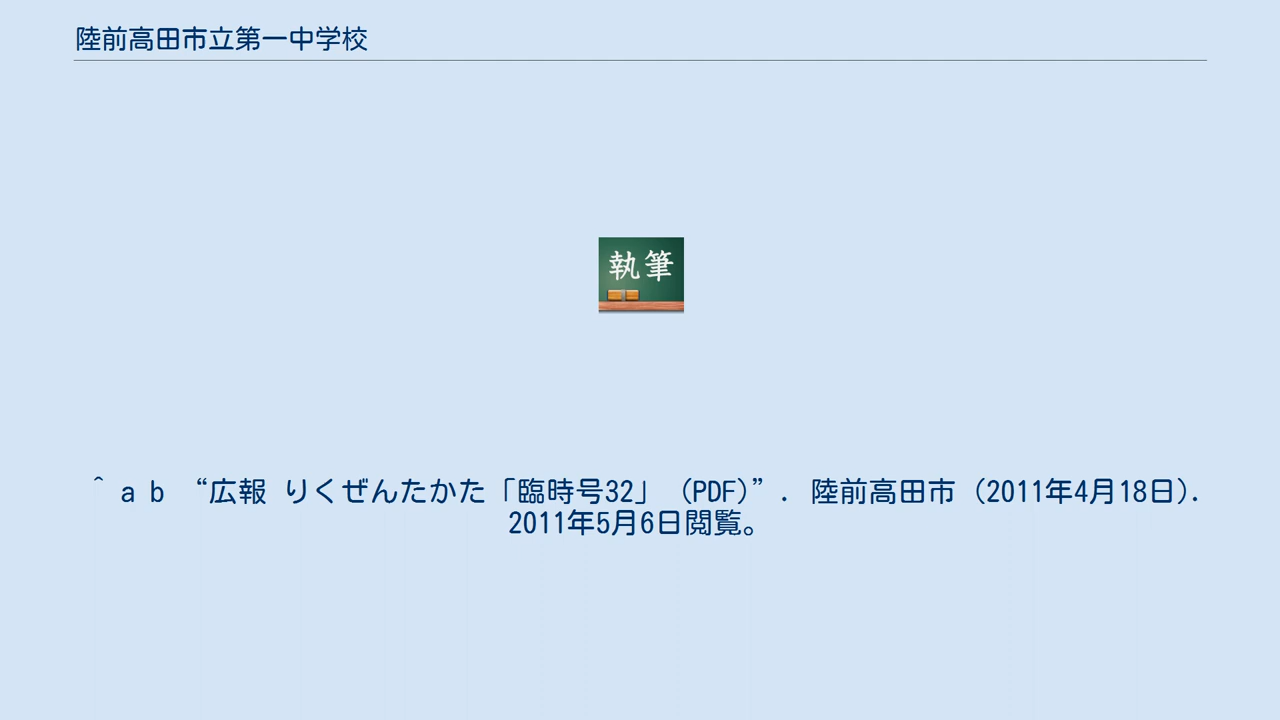 陸前高田市立第一中学校
執筆
^ a b “広報 りくぜんたかた「臨時号32」 (PDF)”. 陸前高田市 (2011年4月18日).
2011年5月6日閲覧。